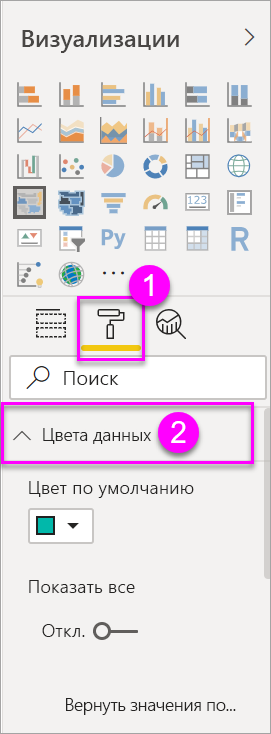 Визуализации
123
Py
R
1
Поиск
Цвета данных
2
Цвет по умолчанию
Показать все
Откл.
Вернуть значения по...